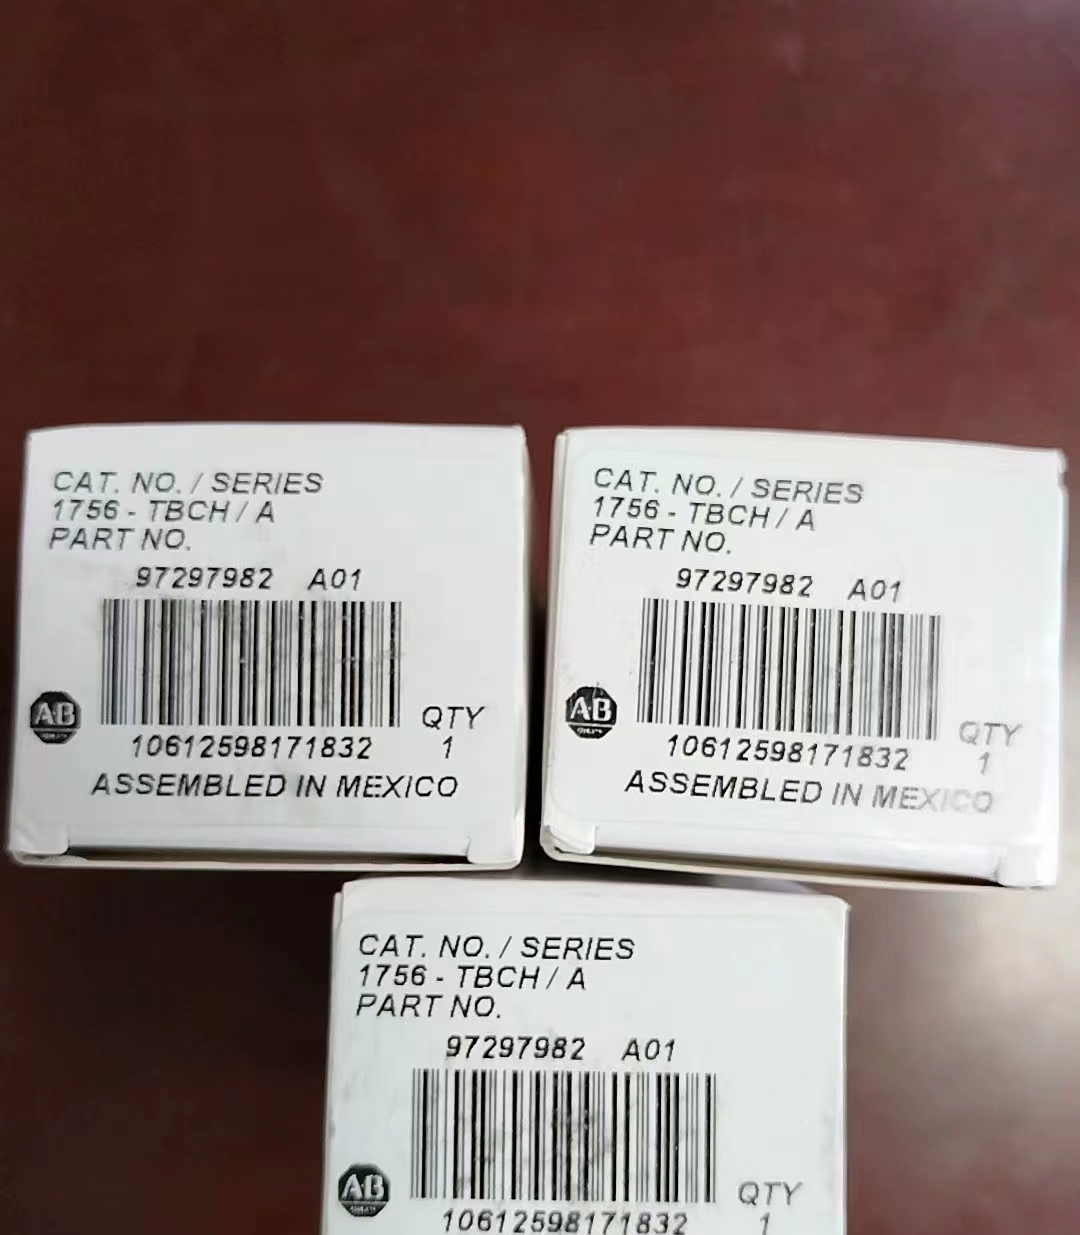 CAT. NO. / SERIES
1756 - TBCH / A
PART NO.
97297982 A01
AB
QTY
10612598171832 1
ASSEMBLED IN MEXICO
CAT. NO. / SERIES
1756 - TBCH / A
PART NO.
97297982 A01
AB
QTY
10612598171832 1
ASSEMBLED IN MEXICO
CAT. NO. / SERIES
1756 - TBCH / A
PART NO.
97297982 A01
AB
QTY
10612598171832 1